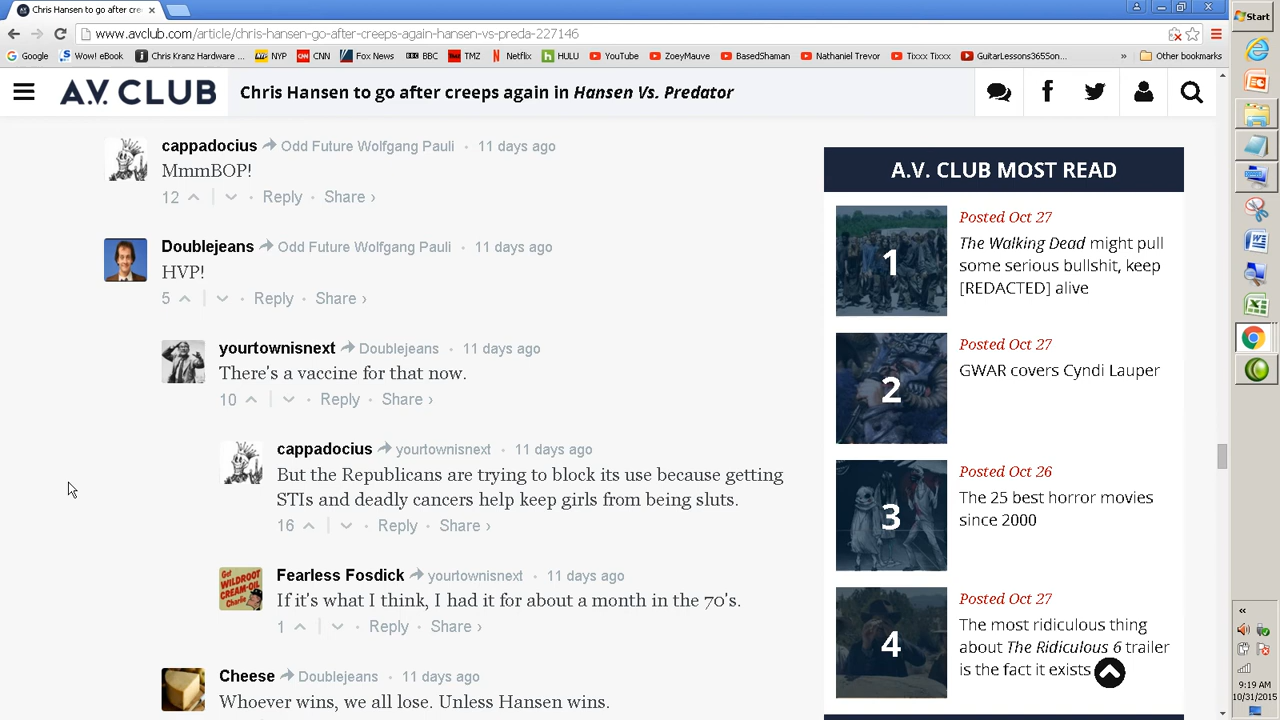 Chris Hansen to go after cre
www.avclub.com/article/chris-hansen-go-after-creeps-again-hansen-vs-preda-227146
Google
Wow! eBook
Chris Kranz Hardware ...
NYP
CNN
Fox News
BBC
TMZ
Netflix
HULU
YouTube
ZoeyMauve
BasedShaman
Nathaniel Trevor
Tixxx Tixxx
GuitarLessons365Son...
»
Other bookmarks
A.V. CLUB
Chris Hansen to go after creeps again in Hansen Vs. Predator
cappadocius Odd Future Wolfgang Pauli • 11 days ago
MmmBOP!
12 • Reply Share ›
Doublejeans Odd Future Wolfgang Pauli • 11 days ago
HVP!
5 • Reply Share ›
yourtownisnext Doublejeans • 11 days ago
There's a vaccine for that now.
10 • Reply Share ›
cappadocius yourtownisnext • 11 days ago
But the Republicans are trying to block its use because getting
STIs and deadly cancers help keep girls from being sluts.
16 • Reply Share ›
Fearless Fosdick yourtownisnext • 11 days ago
If it's what I think, I had it for about a month in the 70's.
1 • Reply Share ›
Cheese Doublejeans • 11 days ago
Whoever wins, we all lose. Unless Hansen wins.
A.V. CLUB MOST READ
1
Posted Oct 27
The Walking Dead might pull
some serious bullshit, keep
[REDACTED] alive
2
Posted Oct 27
GWAR covers Cyndi Lauper
3
Posted Oct 26
The 25 best horror movies
since 2000
4
Posted Oct 27
The most ridiculous thing
about The Ridiculous 6 trailer
is the fact it exists
Get
WILDROOT
CREAM-OIL
Charlie
Start
«
9:19 AM
10/31/2015